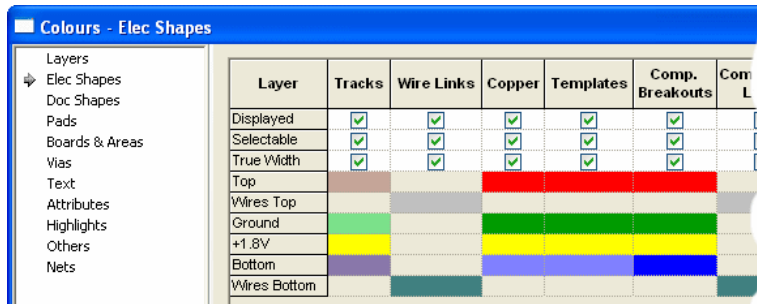 Colours - Elec Shapes
Layers
Elec Shapes
Doc Shapes
Pads
Boards & Areas
Vias
Text
Attributes
Highlights
Others
Nets
Layer Tracks Wire Links Copper Templates Comp. Breakouts Com L
Displayed
Selectable
True Width
Top
Wires Top
Ground
+1.8V
Bottom
Wires Bottom